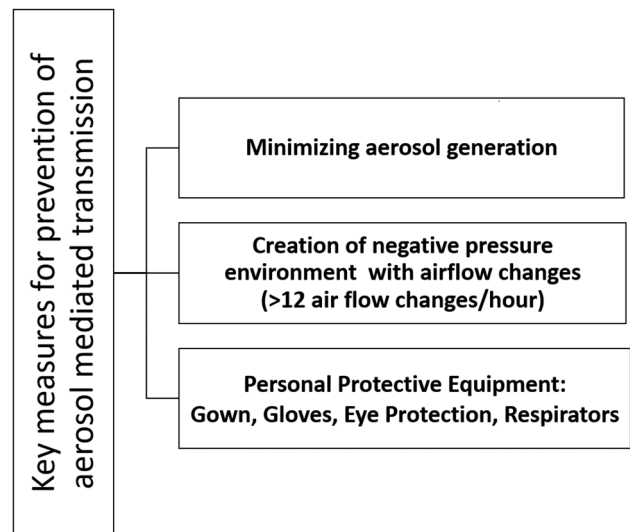 Key measures for prevention of
aerosol mediated transmission
Minimizing aerosol generation
Creation of negative pressure
environment with airflow changes
(>12 air flow changes/hour)
Personal Protective Equipment:
Gown, Gloves, Eye Protection, Respirators